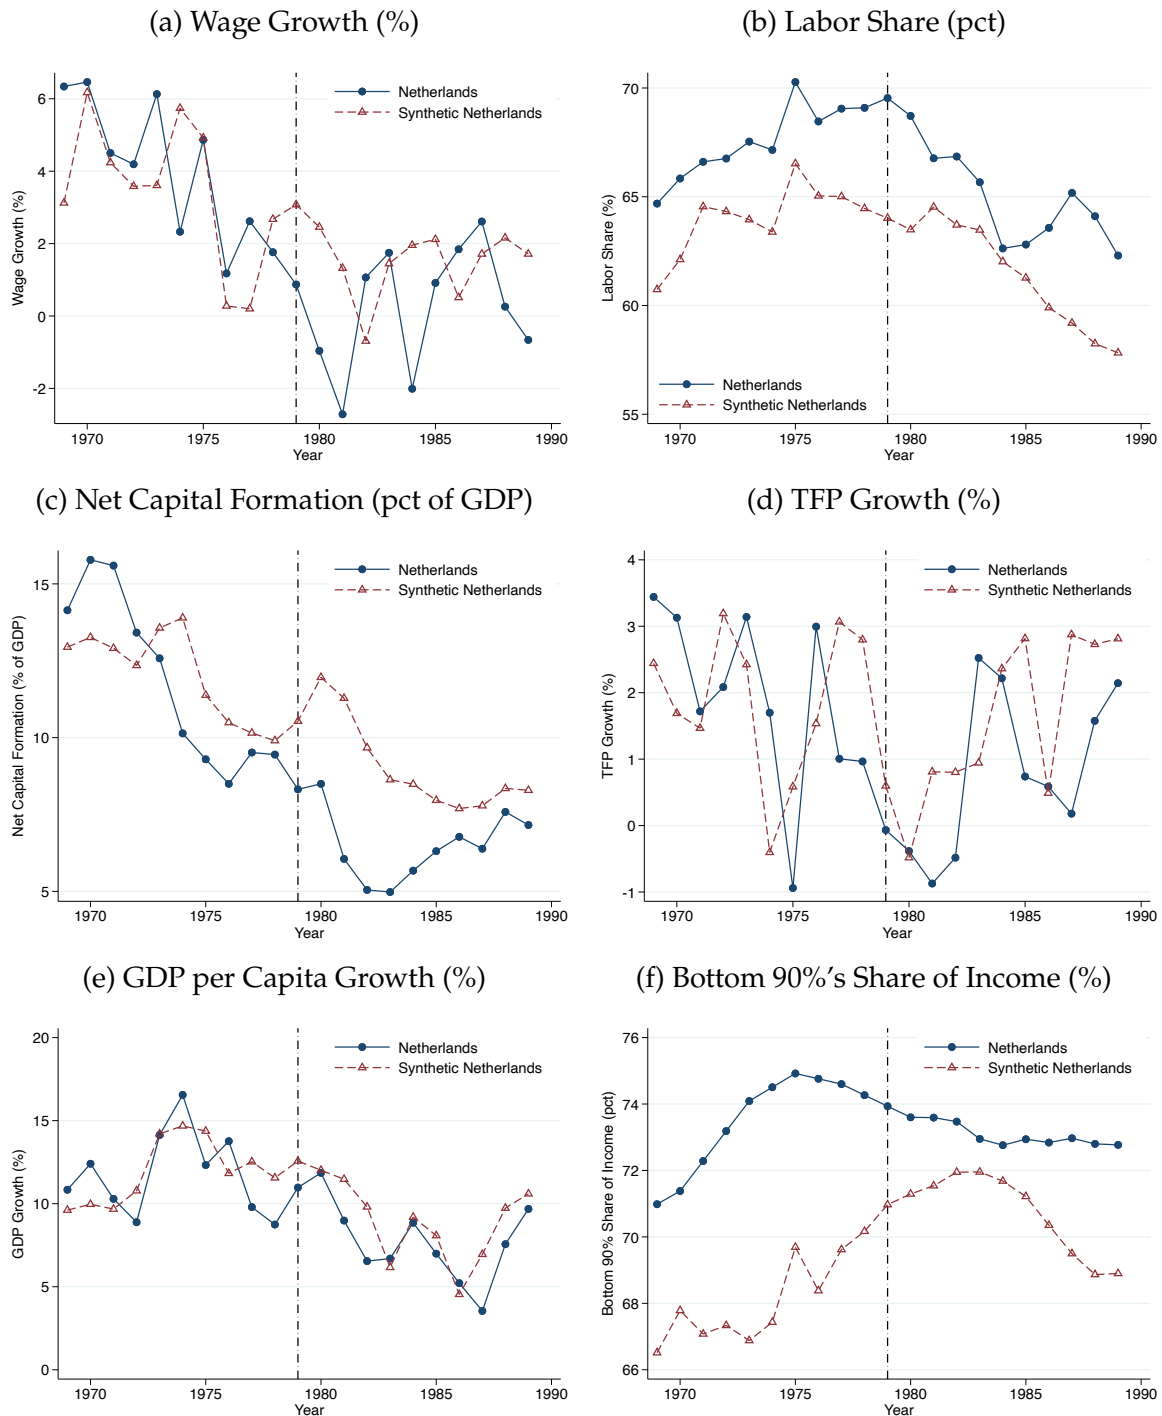 (a) Wage Growth (%)
Wage Growth (%)
6
4
2
0
-2
Netherlands
Synthetic Netherlands
1970 1975 1980 1985 1990
Year
(b) Labor Share (pct)
Labor Share (%)
70
65
60
55
Netherlands
Synthetic Netherlands
1970 1975 1980 1985 1990
Year
(c) Net Capital Formation (pct of GDP)
Net Capital Formation (% of GDP)
15
10
5
Netherlands
Synthetic Netherlands
1970 1975 1980 1985 1990
Year
(d) TFP Growth (%)
TFP Growth (%)
4
3
2
1
0
-1
Netherlands
Synthetic Netherlands
1970 1975 1980 1985 1990
Year
(e) GDP per Capita Growth (%)
GDP Growth (%)
20
15
10
5
0
Netherlands
Synthetic Netherlands
1970 1975 1980 1985 1990
Year
(f) Bottom 90%’s Share of Income (%)
Bottom 90% Share of Income (pct)
76
74
72
70
68
66
Netherlands
Synthetic Netherlands
1970 1975 1980 1985 1990
Year